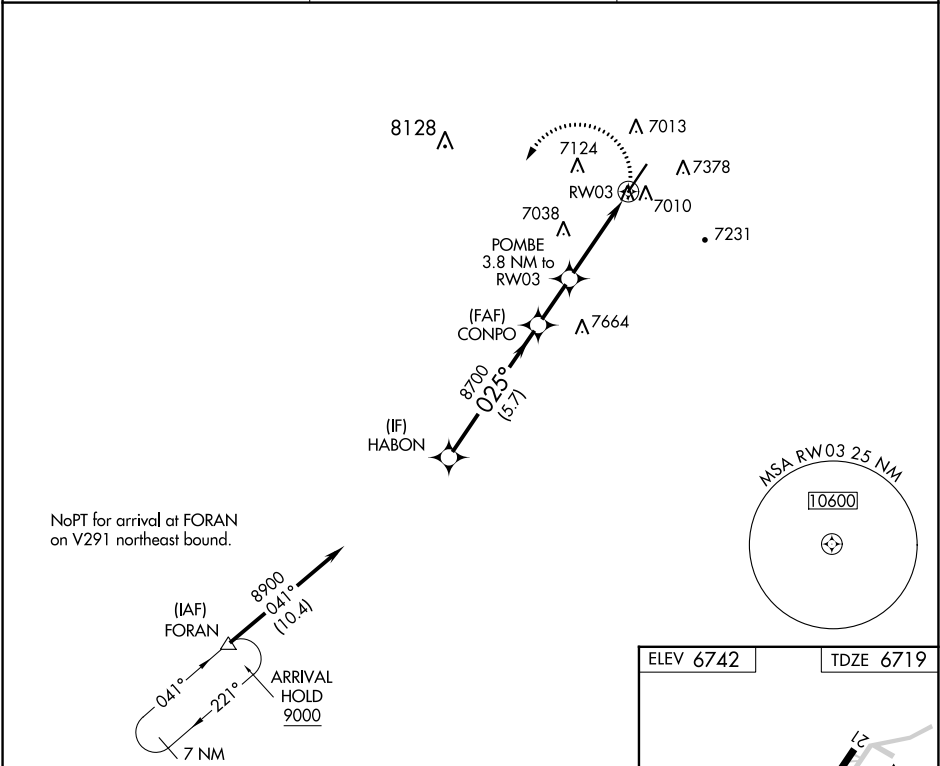 8128
7013
7124
7378
RW03
7010
7038
7231
POMBE
3.8 NM to
RW03
(FAF)
CONPO
7664
8700
025°
(5.7)
(IF)
HABON
MSA RW03 25 NM
10600
NoPT for arrival at FORAN
on V291 northeast bound.
8900
041°
(10.4)
(IAF)
FORAN
041°
221°
ARRIVAL
HOLD
9000
7 NM
ELEV 6742
TDZE 6719
21